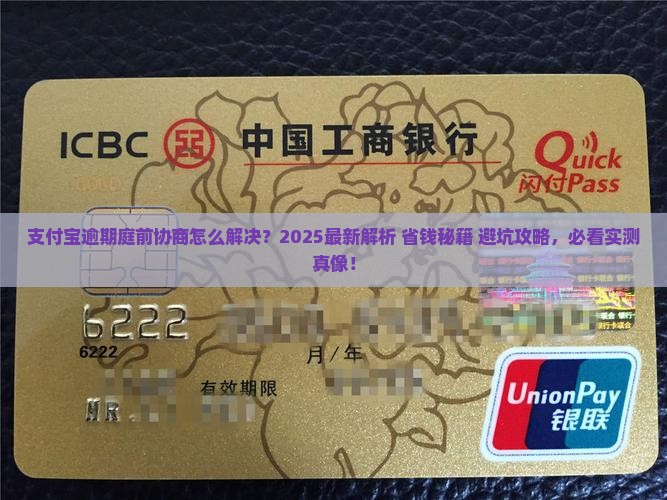 ICBC 中国工商银行
Quick
闪付Pass
支付宝逾期庭前协商怎么解决？2025最新解析 省钱秘籍 避坑攻略，必看实测
真像！
6222
6222
月/年
有效期限
MR.
UnionPay
银联